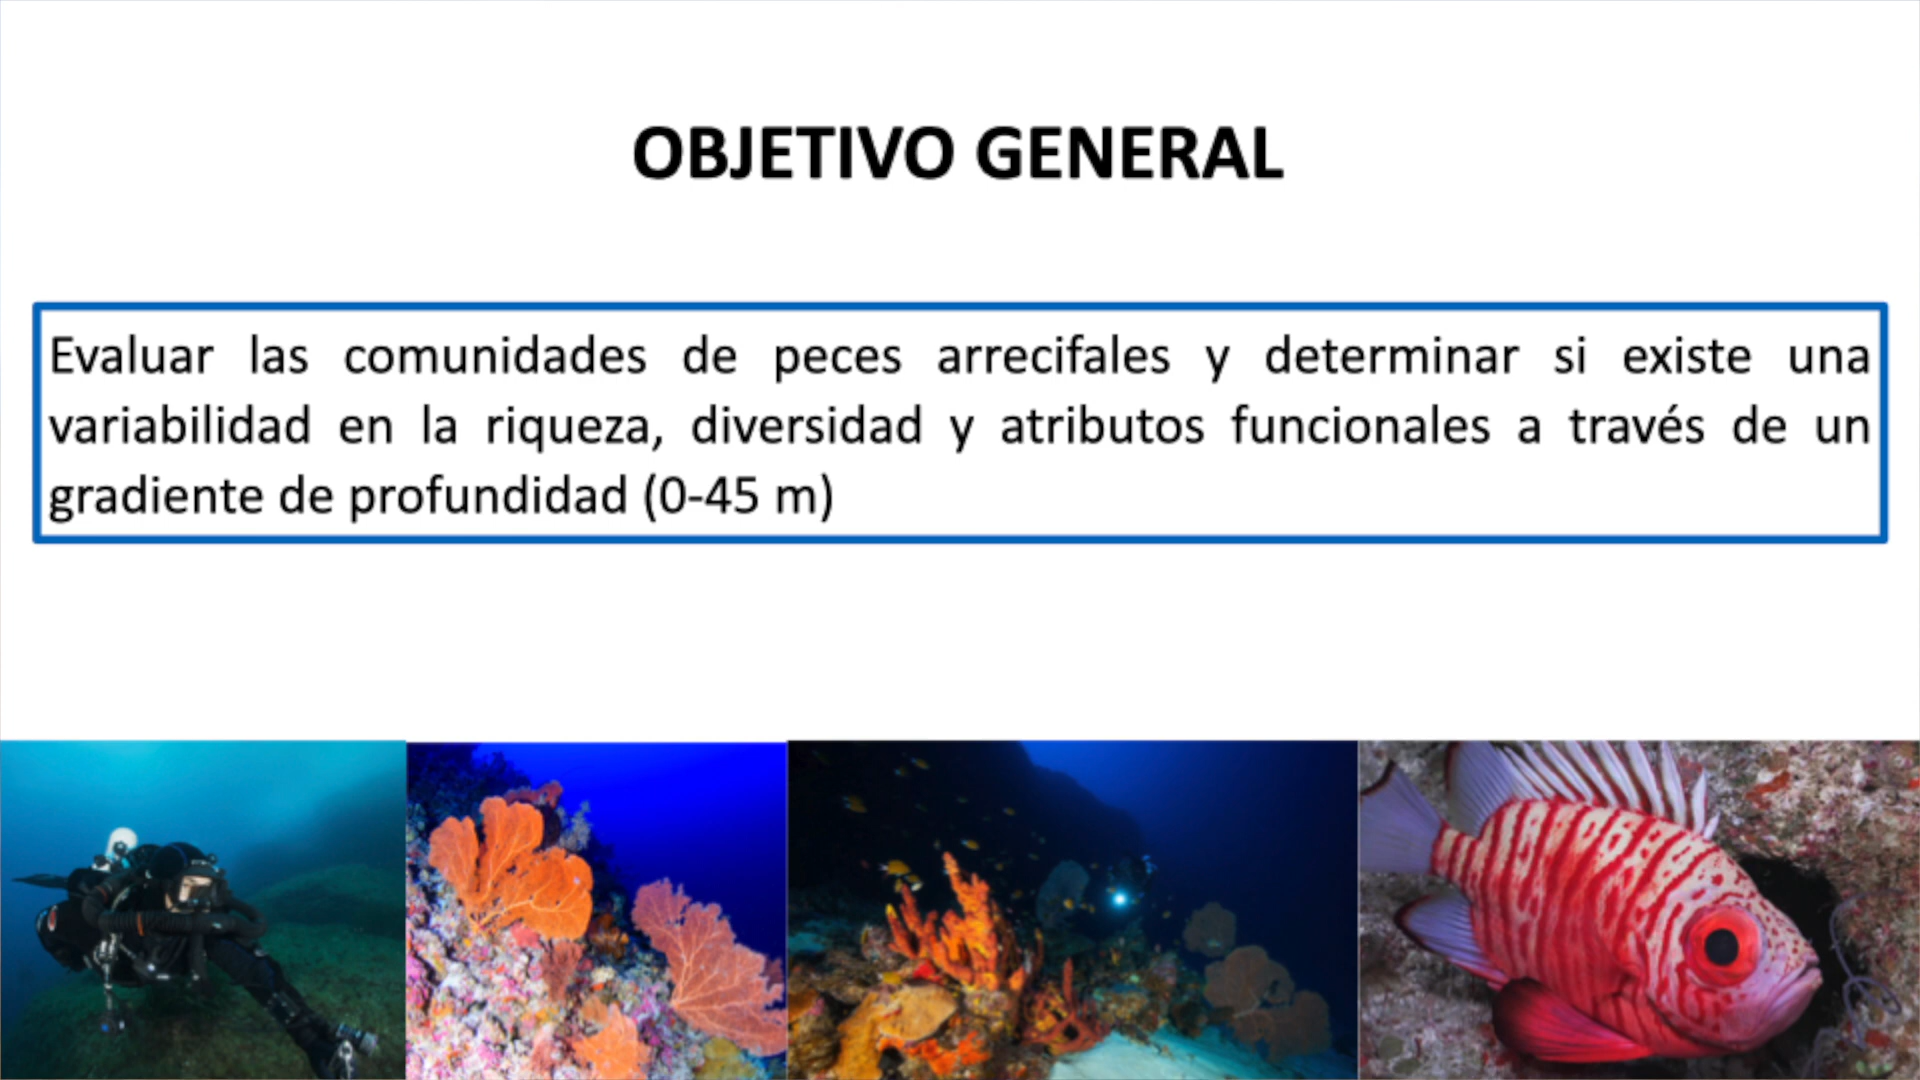 OBJETIVO GENERAL
Evaluar las comunidades de peces arrecifales y determinar si existe una
variabilidad en la riqueza, diversidad y atributos funcionales a través de un
gradiente de profundidad (0-45 m)